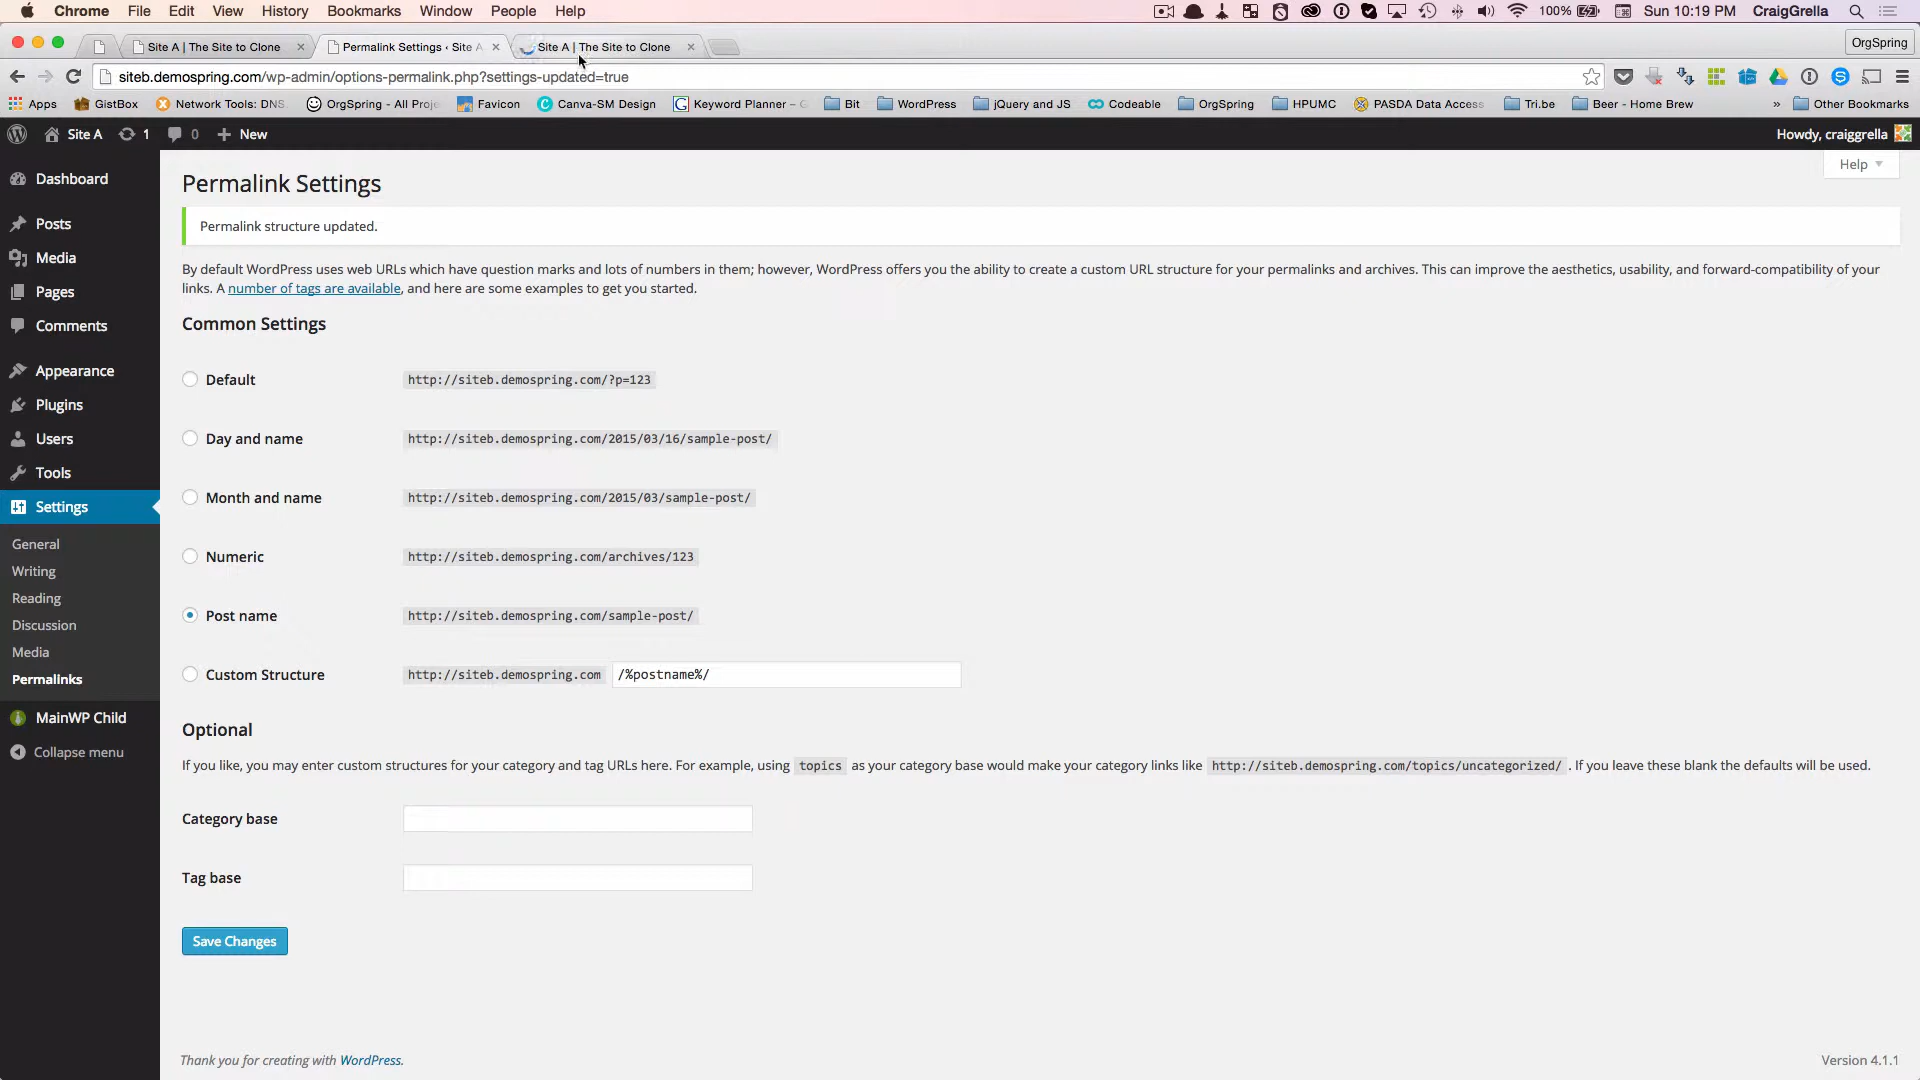 Chrome File Edit View History Bookmarks Window People Help 100% Sun 10:19 PM CraigGrella
Site A | The Site to Clone Permalink Settings ‹ Site A Site A | The Site to Clone OrgSpring
siteb.demospring.com/wp-admin/options-permalink.php?settings-updated=true
Apps GistBox Network Tools: DNS OrgSpring - All Proje Favicon Canva-SM Design Keyword Planner – G Bit WordPress jQuery and JS Codeable OrgSpring HPUMC PASDA Data Access Tri.be Beer - Home Brew » Other Bookmarks
Site A 1 0 New Howdy, craiggrella
Help
Dashboard
Posts
Media
Pages
Comments
Appearance
Plugins
Users
Tools
Settings
General
Writing
Reading
Discussion
Media
Permalinks
MainWP Child
Collapse menu
Permalink Settings
Permalink structure updated.
By default WordPress uses web URLs which have question marks and lots of numbers in them; however, WordPress offers you the ability to create a custom URL structure for your permalinks and archives. This can improve the aesthetics, usability, and forward-compatibility of your
links. A number of tags are available, and here are some examples to get you started.
Common Settings
Default http://siteb.demospring.com/?p=123
Day and name http://siteb.demospring.com/2015/03/16/sample-post/
Month and name http://siteb.demospring.com/2015/03/sample-post/
Numeric http://siteb.demospring.com/archives/123
Post name http://siteb.demospring.com/sample-post/
Custom Structure http://siteb.demospring.com /%postname%/
Optional
If you like, you may enter custom structures for your category and tag URLs here. For example, using topics as your category base would make your category links like http://siteb.demospring.com/topics/uncategorized/ . If you leave these blank the defaults will be used.
Category base
Tag base
Save Changes
Thank you for creating with WordPress.
Version 4.1.1